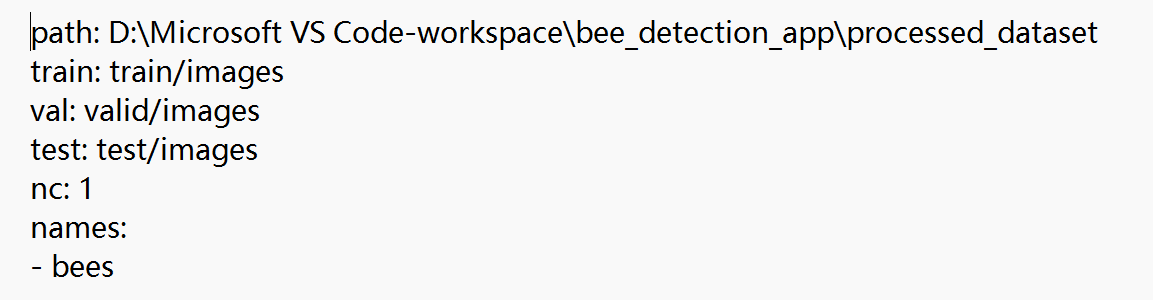 path: D:\Microsoft VS Code-workspace\bee_detection_app\processed_dataset
train: train/images
val: valid/images
test: test/images
nc: 1
names:
- bees